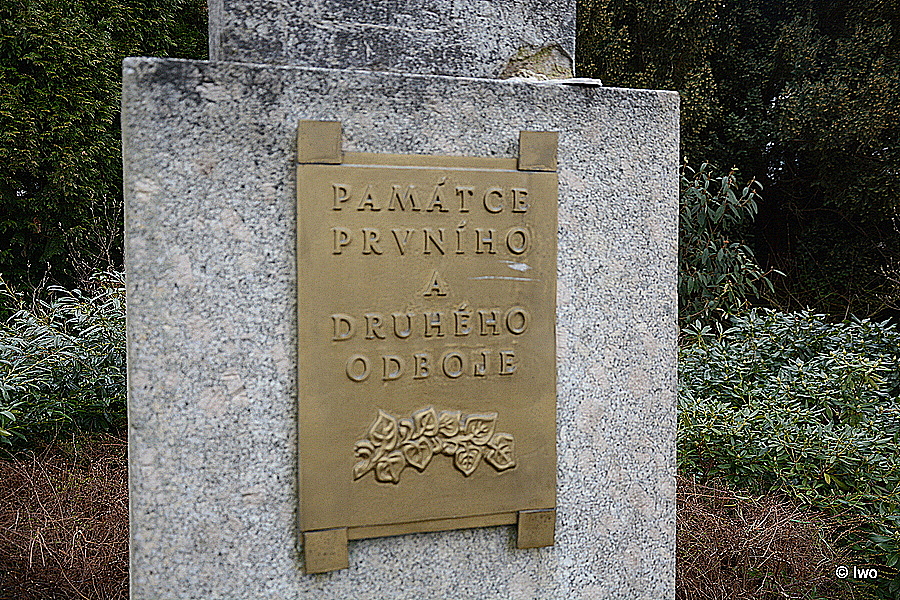 PAMÁTCE
PRVNÍHO
A
DRUHÉHO
ODBOJE
© Iwo